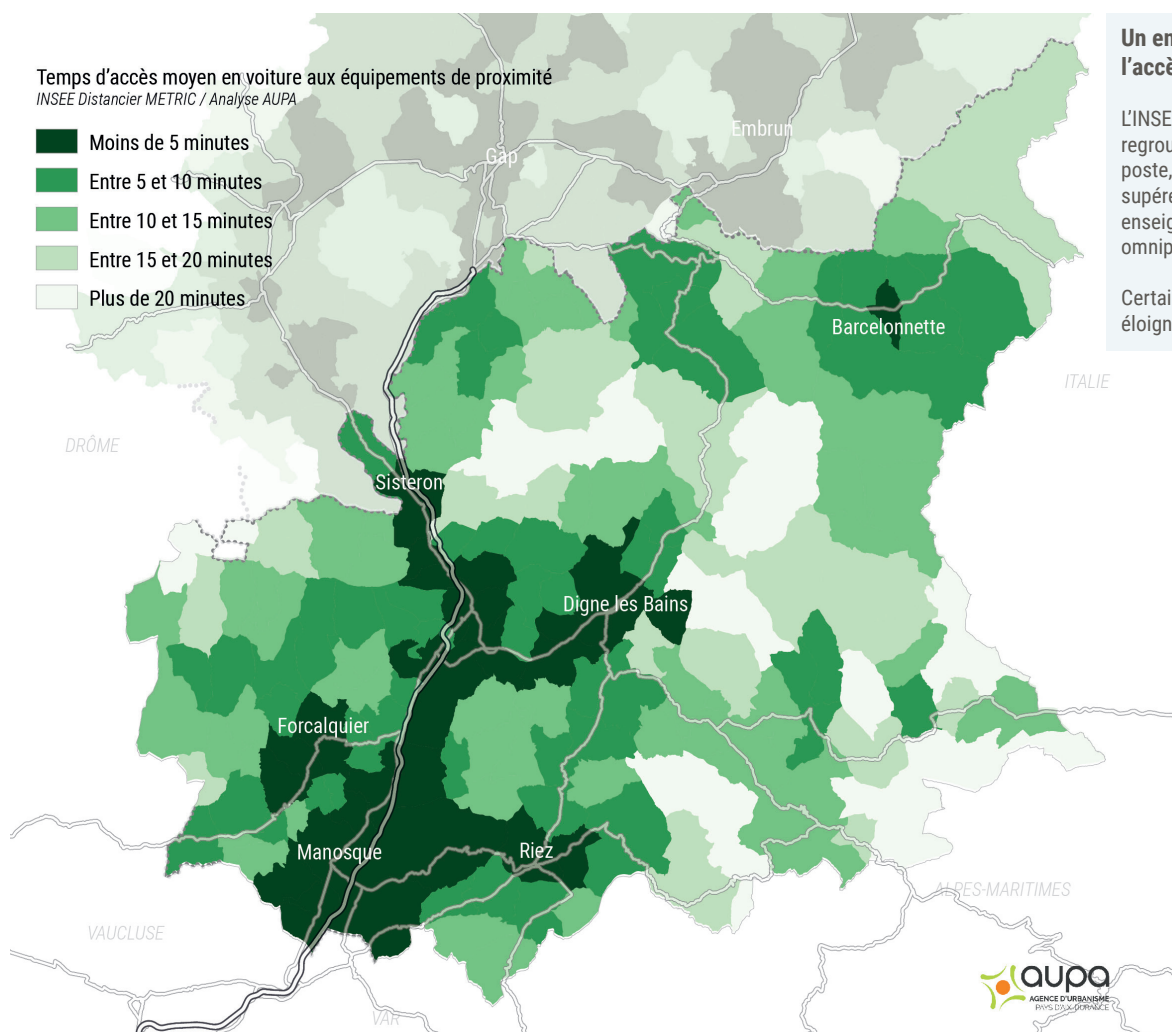 Temps d'accès moyen en voiture aux équipements de proximité
INSEE Distancier METRIC / Analyse AUPA
Moins de 5 minutes
Entre 5 et 10 minutes
Entre 10 et 15 minutes
Entre 15 et 20 minutes
Plus de 20 minutes
Un en
l'accè
L'INSE
regrou
poste,
supére
enseig
omnip
Certai
éloign
Embrun
Gap
Barcelonnette
ITALIE
DRÔME
Sisteron
Digne les Bains
Forcalquier
Manosque
Riez
ALPES-MARITIMES
VAUCLUSE
VAR
aupa
AGENCE D'URBANISME
PAYS D'AIX-DURANCE